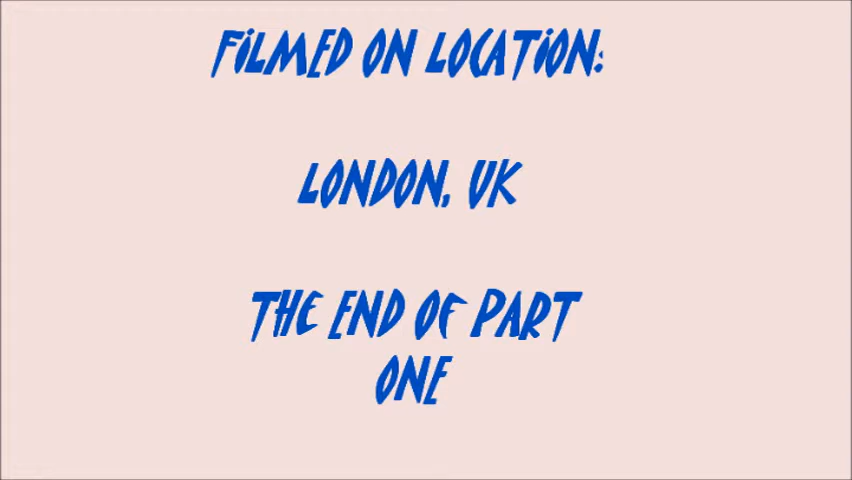 FILMED ON LOCATION:
LONDON, UK
THE END OF PART
ONE